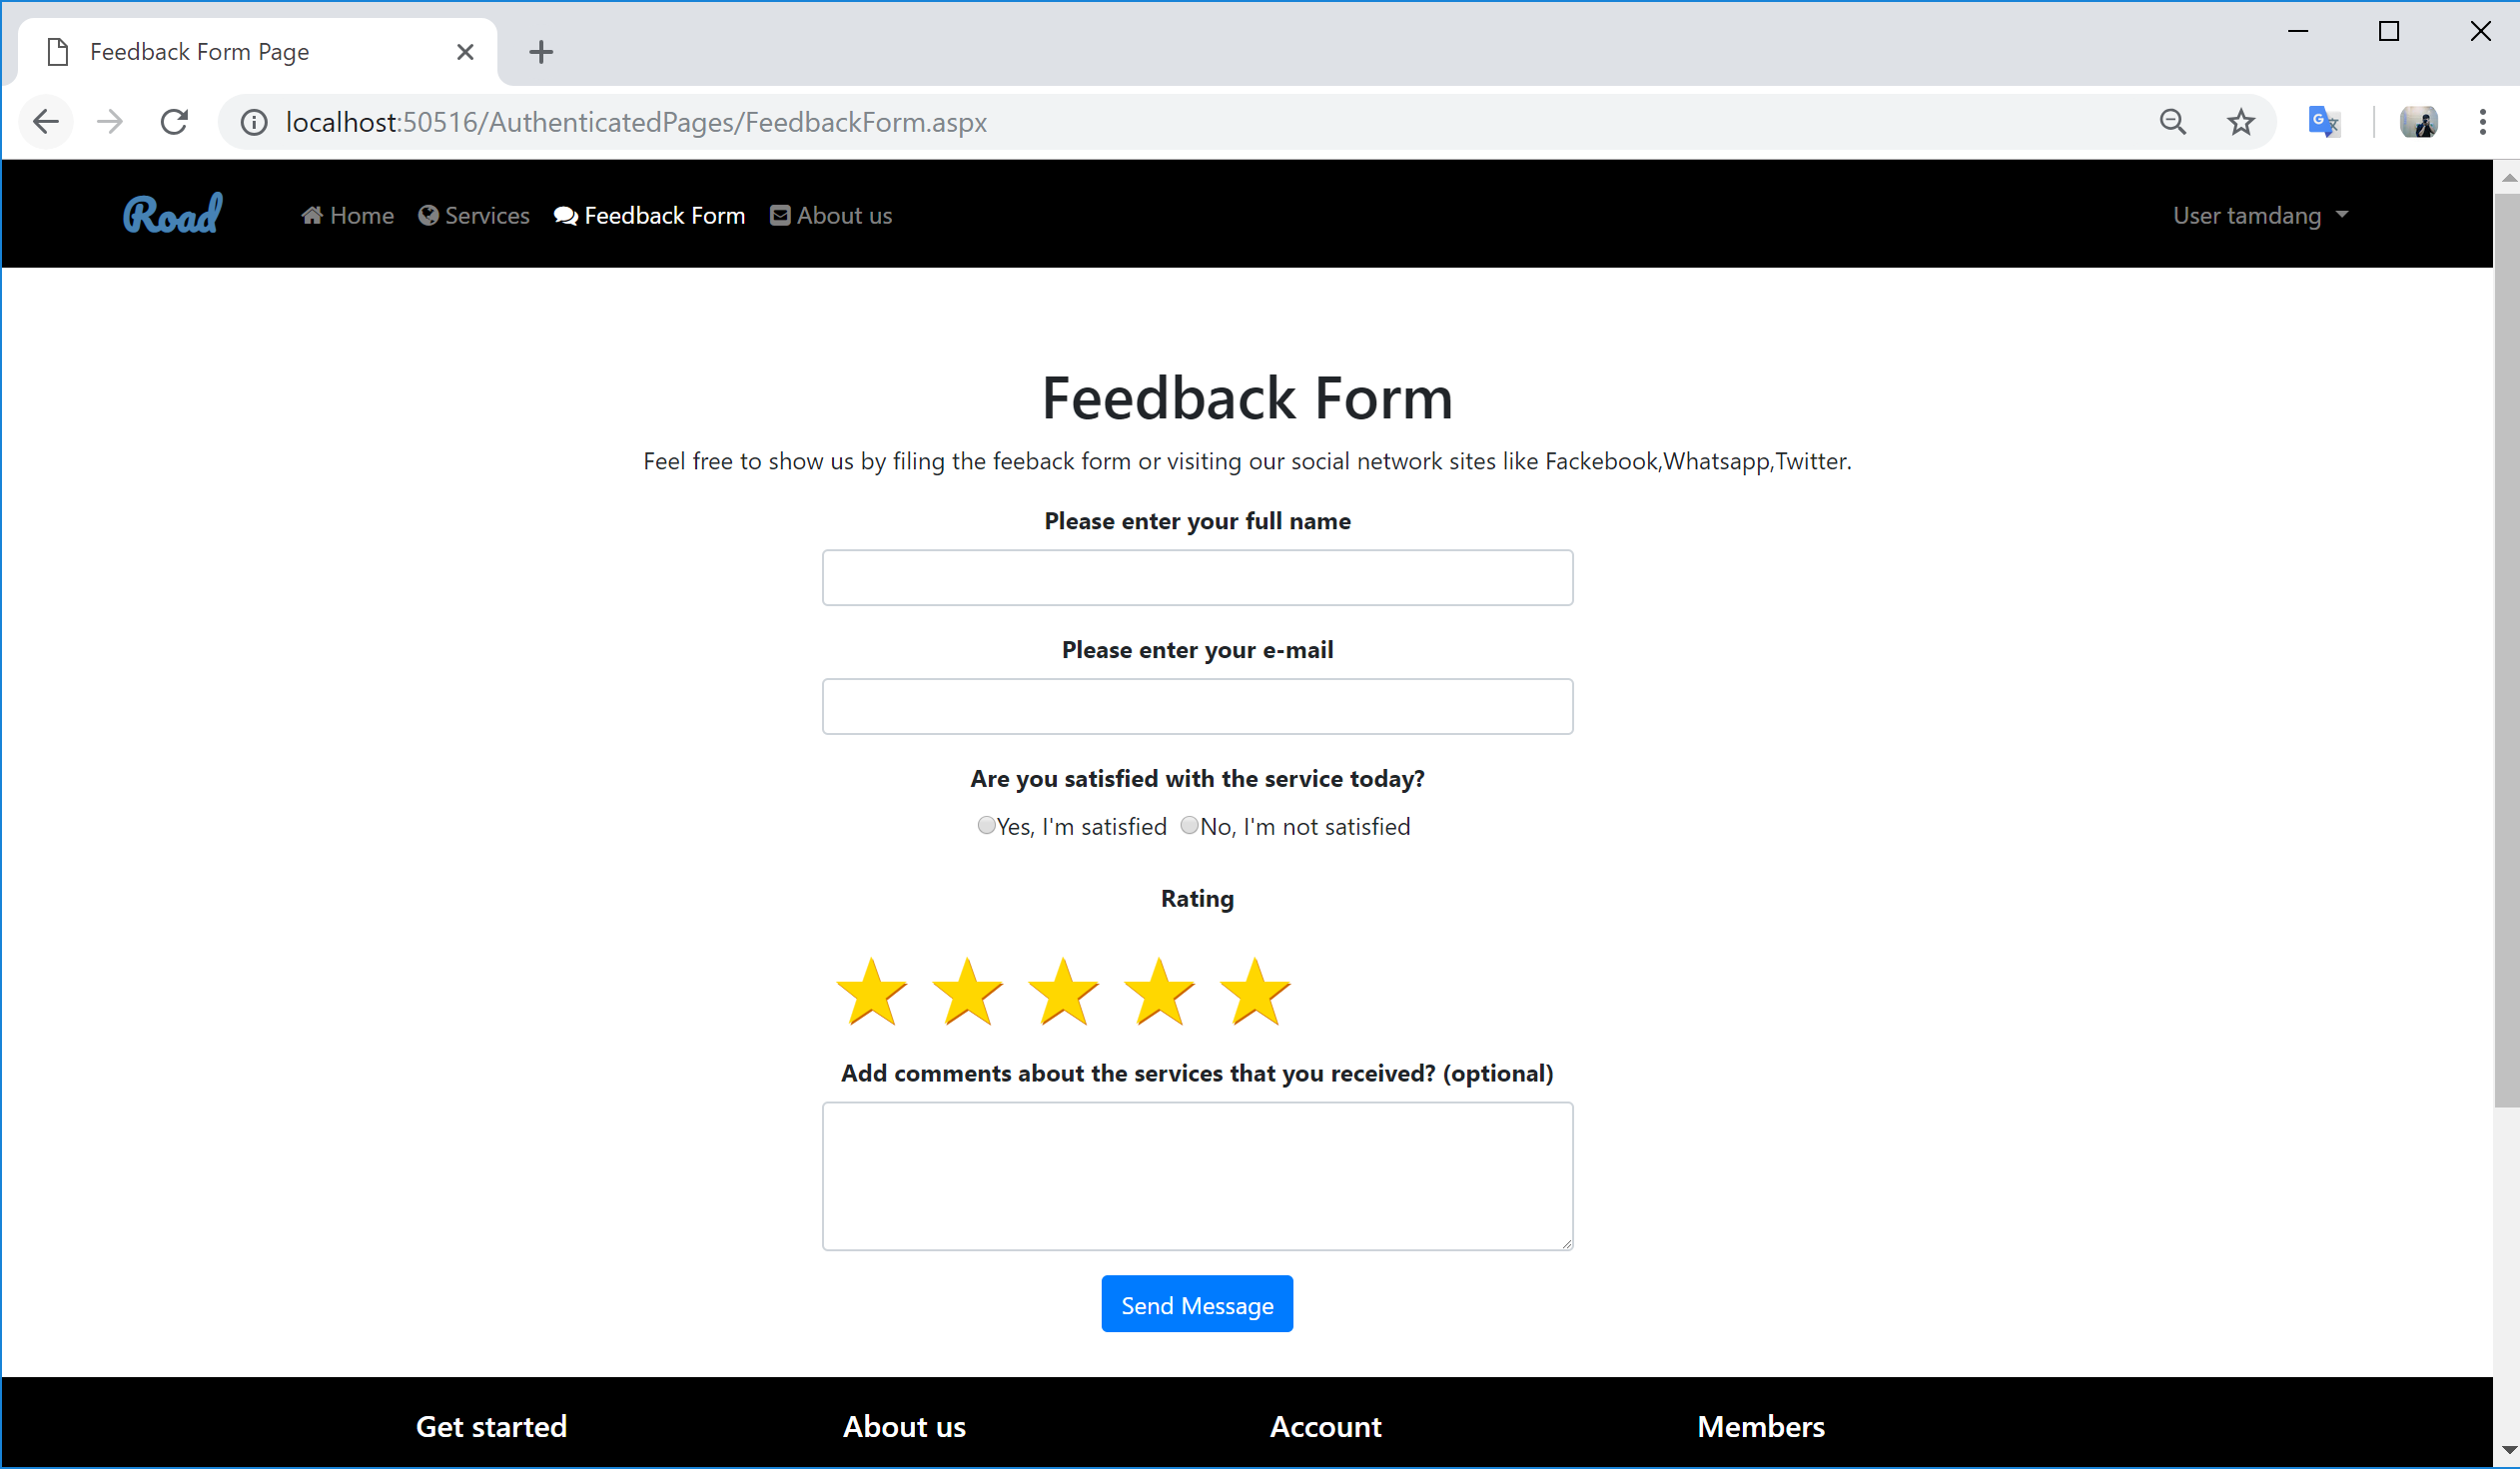 Feedback Form Page
localhost:50516/AuthenticatedPages/FeedbackForm.aspx
Road Home Services Feedback Form About us User tamdang
Feedback Form
Feel free to show us by filing the feeback form or visiting our social network sites like Fackebook,Whatsapp,Twitter.
Please enter your full name
Please enter your e-mail
Are you satisfied with the service today?
Yes, I'm satisfied No, I'm not satisfied
Rating
Add comments about the services that you received? (optional)
Send Message
Get started About us Account Members